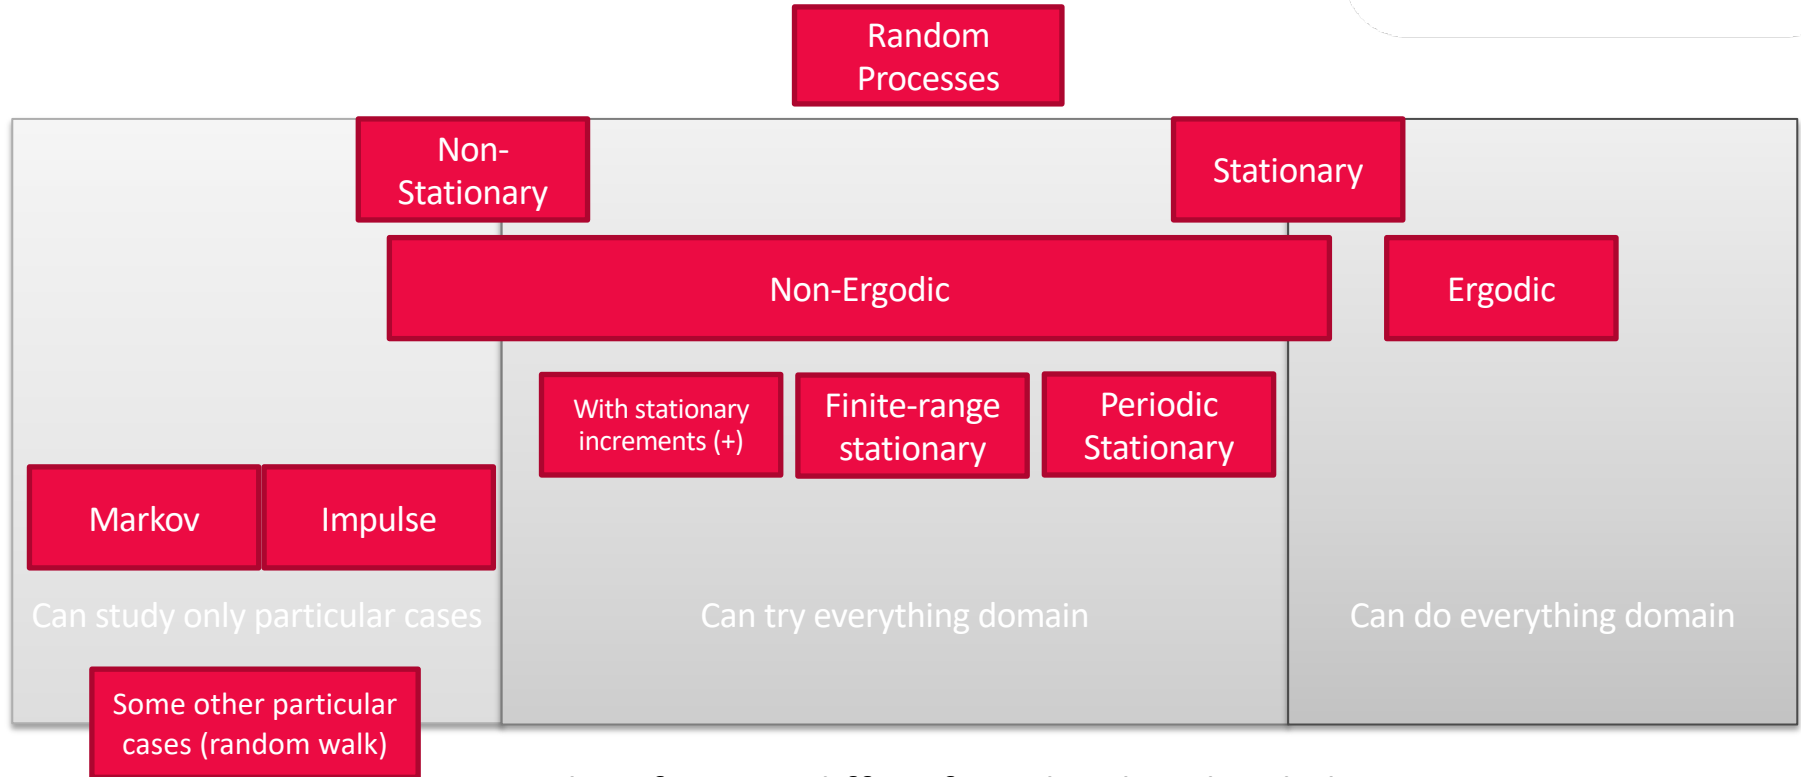 Random
Processes
Non-
Stationary
Stationary
Non-Ergodic
Ergodic
With stationary
increments (+)
Finite-range
stationary
Periodic
Stationary
Markov
Impulse
Can study only particular cases
Can try everything domain
Can do everything domain
Some other particular
cases (random walk)